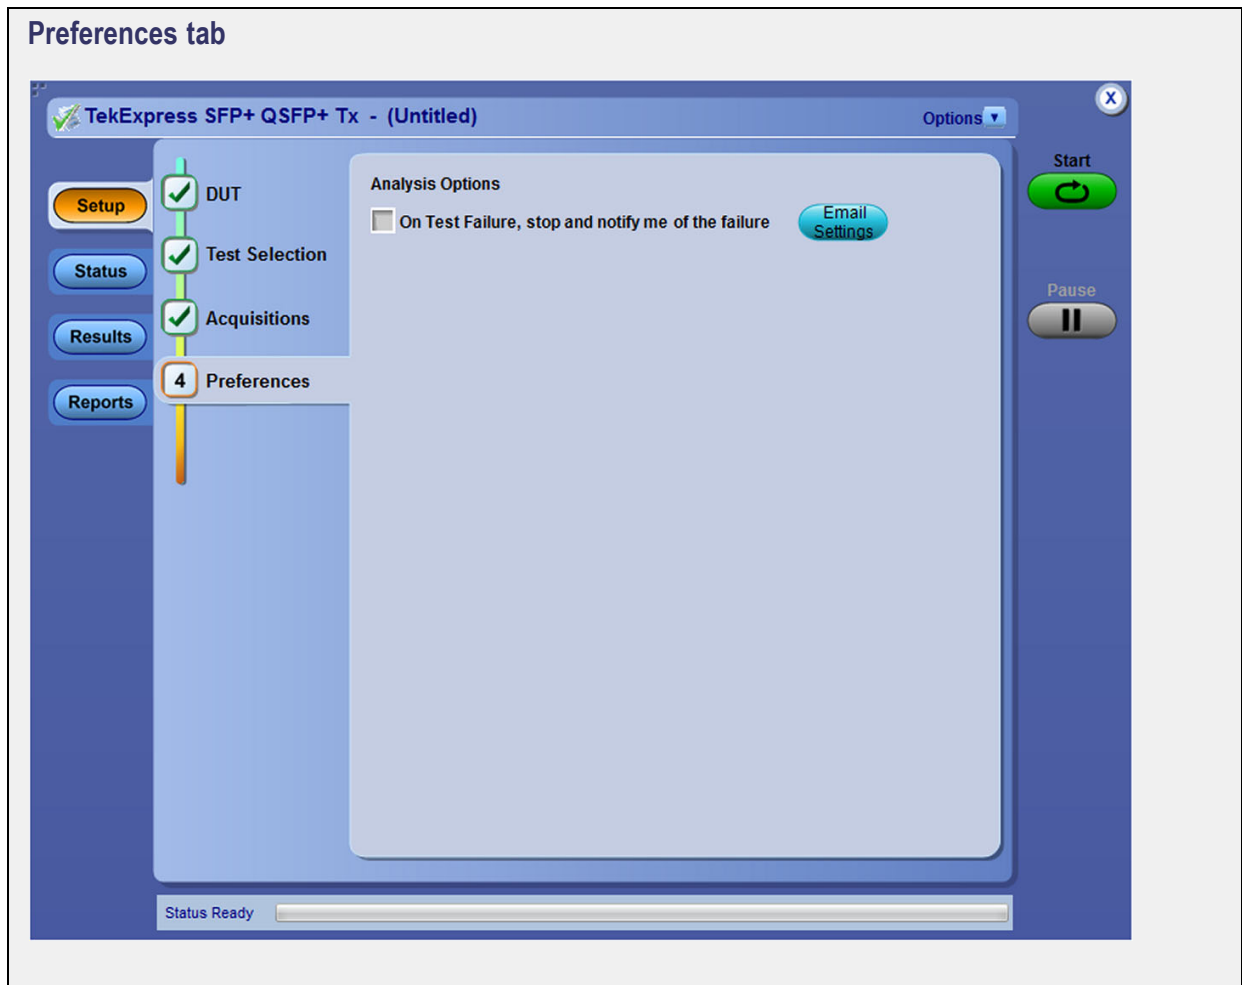 Preferences tab
TekExpress SFP+ QSFP+ Tx - (Untitled)
Options
X
Setup
Status
Results
Reports
DUT
Test Selection
Acquisitions
4 Preferences
Analysis Options
On Test Failure, stop and notify me of the failure
Email
Settings
Start
Pause
Status Ready